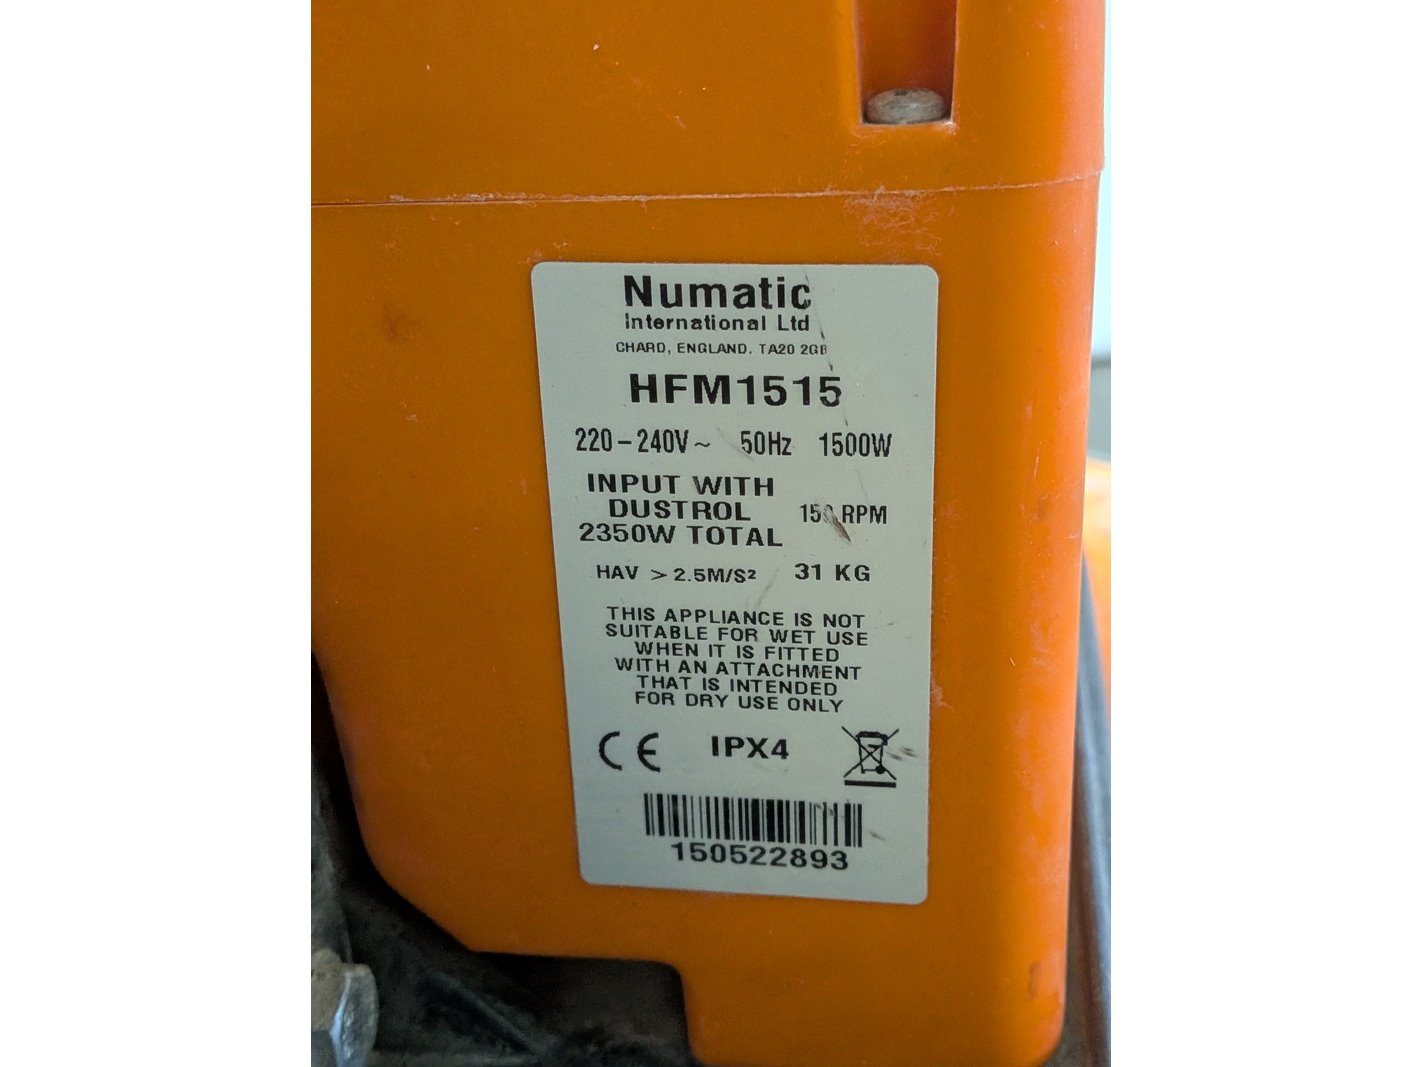 Numatic
International Ltd
CHARD, ENGLAND. TA20 2GB
HFM1515
220-240V~ 50Hz 1500W
INPUT WITH
DUSTROL 150 RPM
2350W TOTAL
HAV > 2.5M/S² 31 KG
THIS APPLIANCE IS NOT
SUITABLE FOR WET USE
WHEN IT IS FITTED
WITH AN ATTACHMENT
THAT IS INTENDED
FOR DRY USE ONLY
CE IPX4
150522893